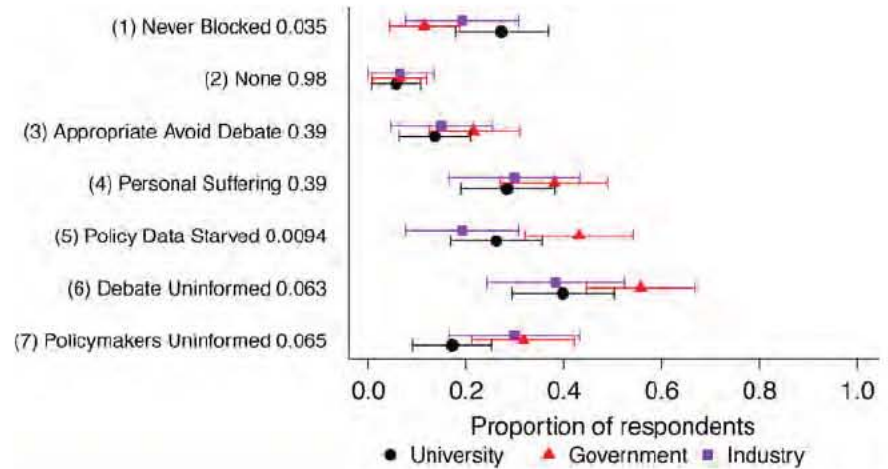 (1) Never Blocked 0.035
(2) None 0.98
(3) Appropriate Avoid Debate 0.39
(4) Personal Suffering 0.39
(5) Policy Data Starved 0.0094
(6) Debate Uninformed 0.063
(7) Policymakers Uninformed 0.065
0.0 0.2 0.4 0.6 0.8 1.0
Proportion of respondents
University Government Industry